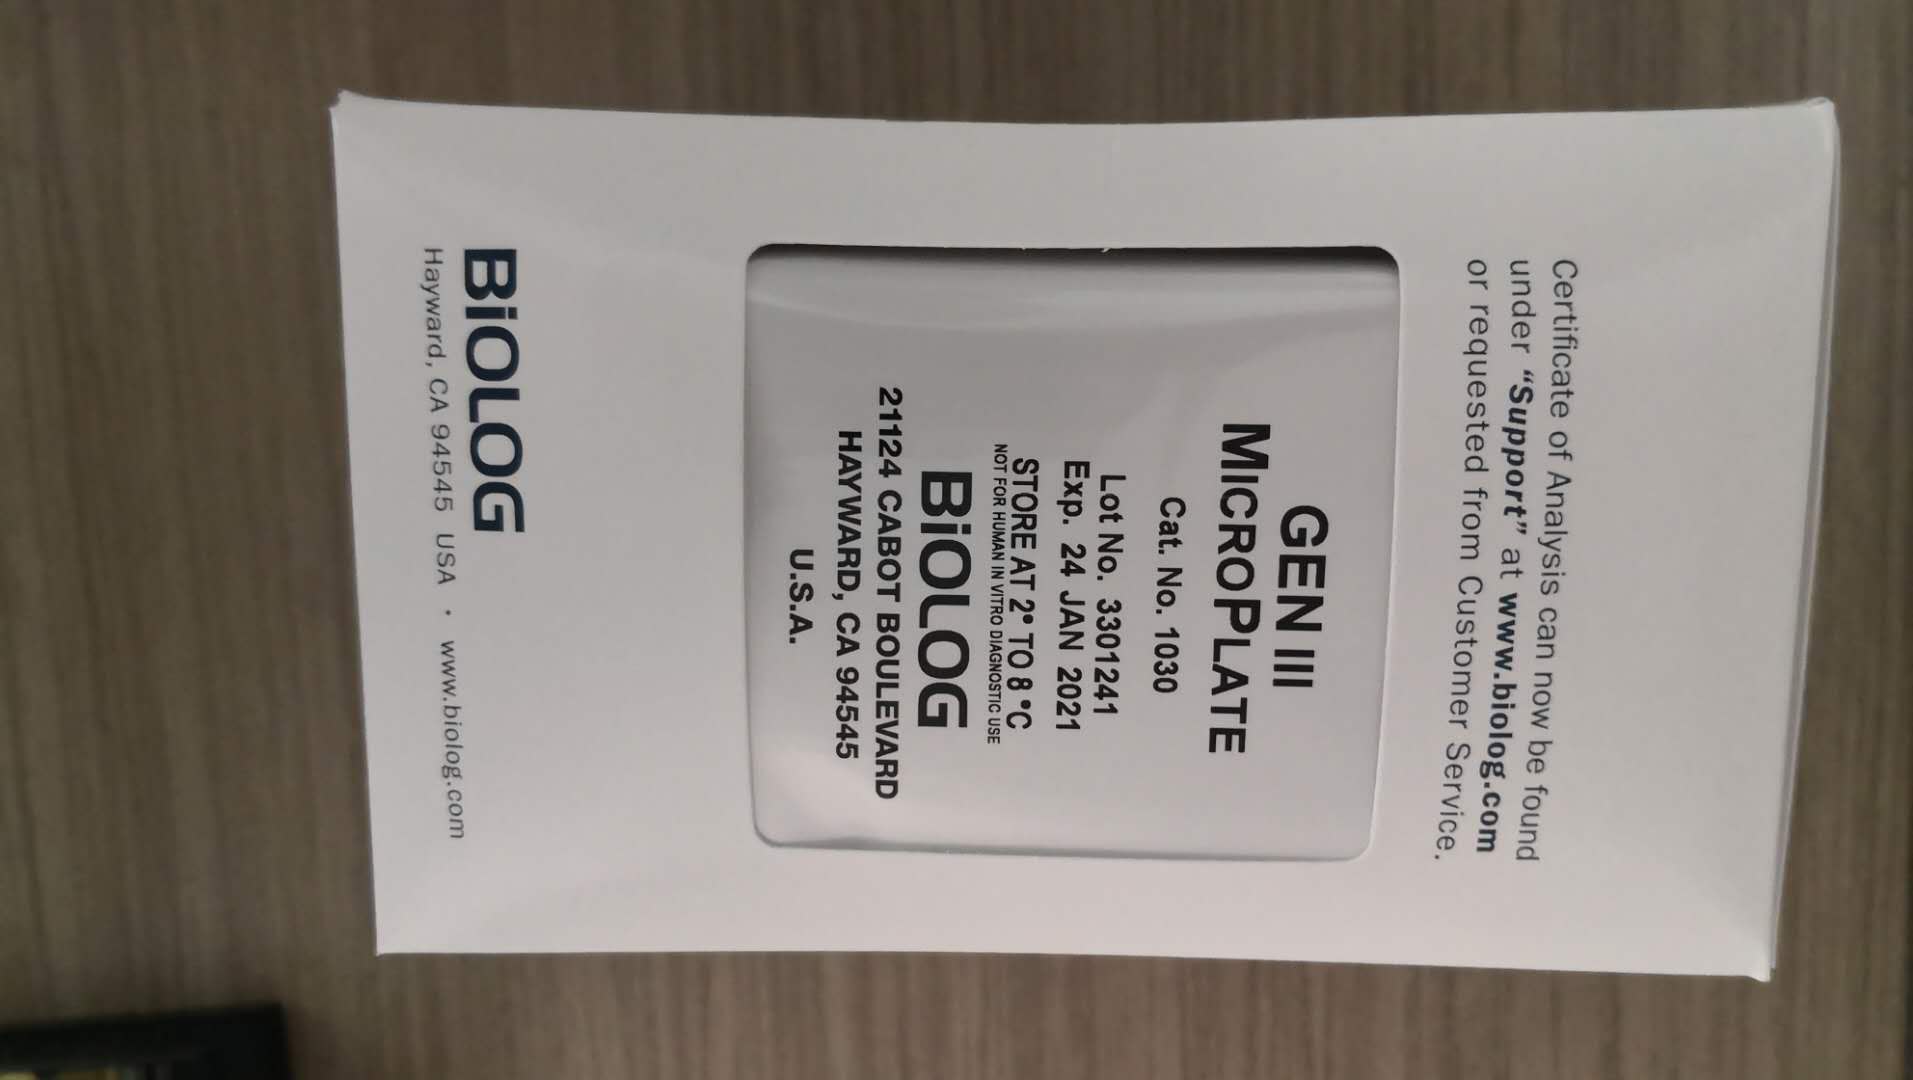 Certificate of Analysis can now be found
under “Support” at www.biolog.com
or requested from Customer Service.
GEN III
MICROPLATE
Cat. No. 1030
Lot No. 3301241
Exp. 24 JAN 2021
STORE AT 2° TO 8 °C
NOT FOR HUMAN IN VITRO DIAGNOSTIC USE
BiOLOG
21124 CABOT BOULEVARD
HAYWARD, CA 94545
U.S.A.
BiOLOG
Hayward, CA 94545 USA • www.biolog.com